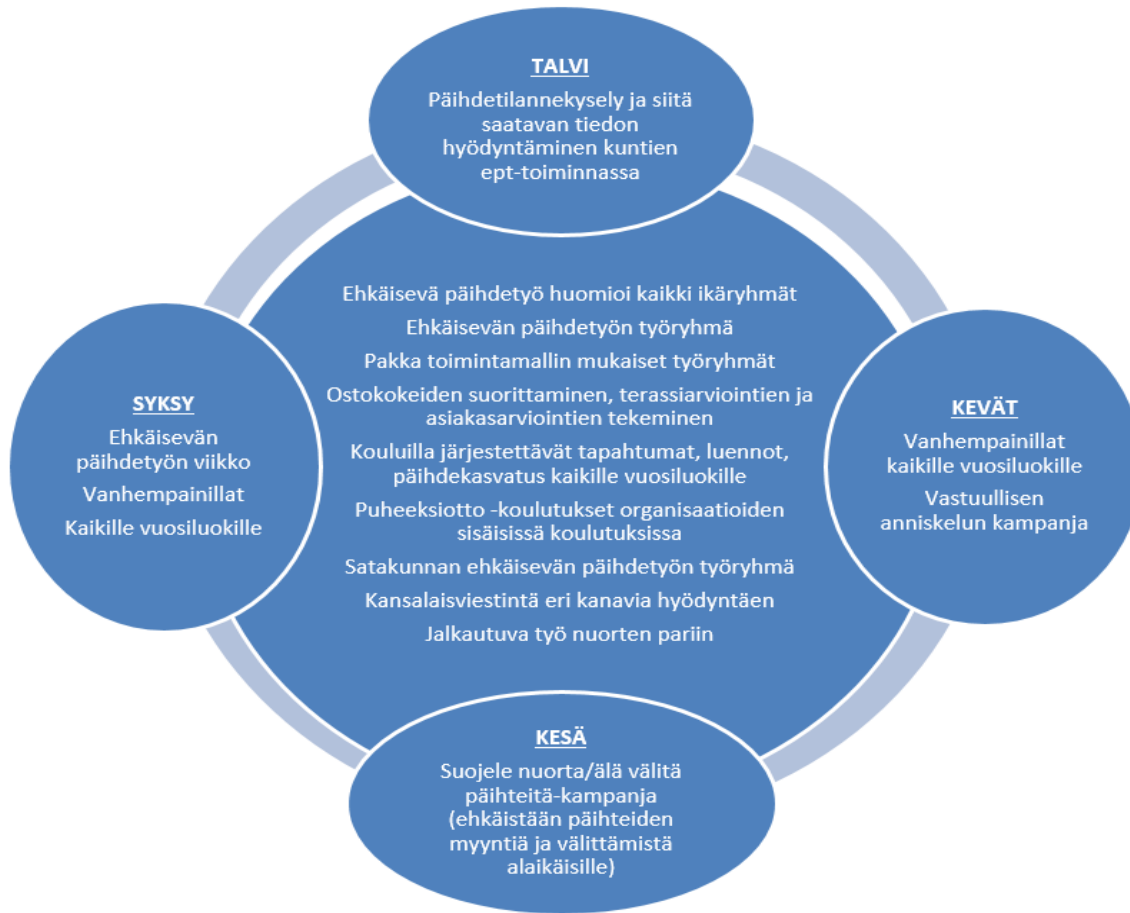 TALVI
Päihdetilannekysely ja siitä
saatavan tiedon
hyödyntäminen kuntien
ept-toiminnassa
Ehkäisevä päihdetyö huomioi kaikki ikäryhmät
Ehkäisevän päihdetyön työryhmä
Pakka toimintamallin mukaiset työryhmät
Ostokokeiden suorittaminen, terassiarviointien ja
asiakasarviointien tekeminen
Kouluilla järjestettävät tapahtumat, luennot,
päihdekasvatus kaikille vuosiluokille
Puheeksiotto -koulutukset organisaatioiden
sisäisissä koulutuksissa
Satakunnan ehkäisevän päihdetyön työryhmä
Kansalaisviestintä eri kanavia hyödyntäen
Jalkautuva työ nuorten pariin
KEVÄT
Vanhempainillat
kaikille vuosiluokille
Vastuullisen
anniskelun kampanja
KESÄ
Suojele nuorta/älä välitä
päihteitä-kampanja
(ehkäistään päihteiden
myyntiä ja välittämistä
alaikäisille)
SYKSY
Ehkäisevän
päihdetyön viikko
Vanhempainillat
Kaikille vuosiluokille